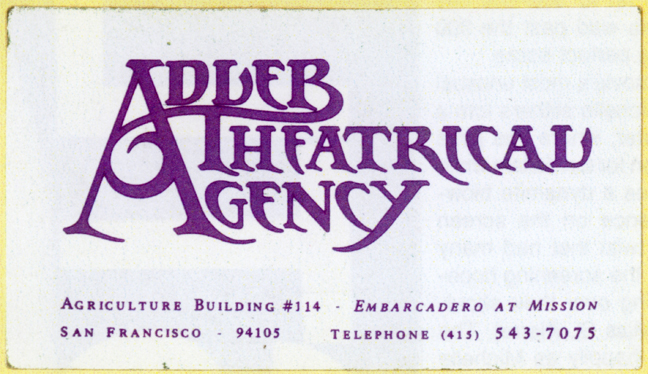 ADLER
THEATRICAL
AGENCY
AGRICULTURE BUILDING #114 - EMBARCADERO AT MISSION
SAN FRANCISCO - 94105 TELEPHONE (415) 543-7075